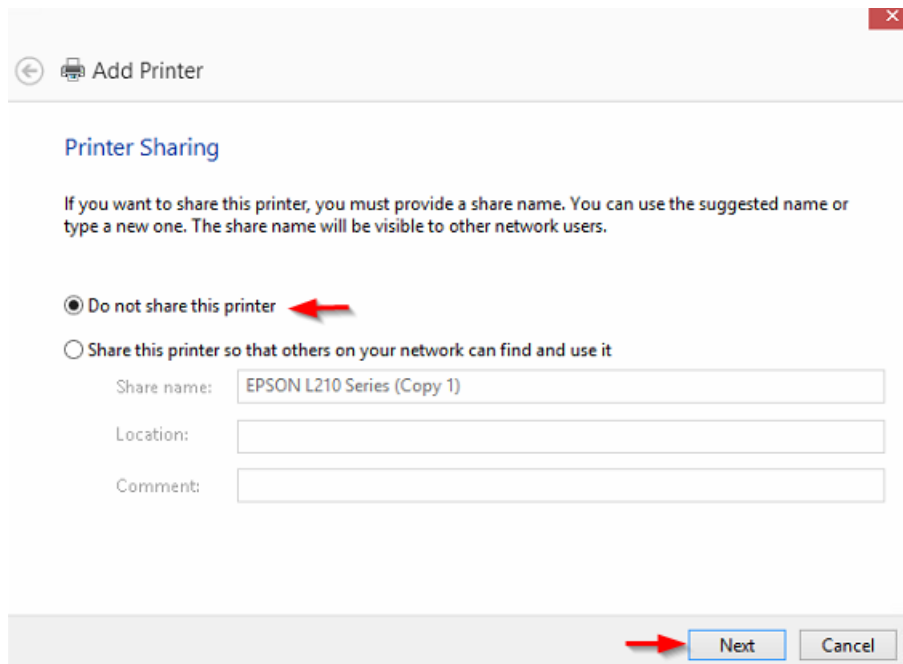 Add Printer
Printer Sharing
If you want to share this printer, you must provide a share name. You can use the suggested name or
type a new one. The share name will be visible to other network users.
Do not share this printer
Share this printer so that others on your network can find and use it
Share name: EPSON L210 Series (Copy 1)
Location:
Comment:
Next Cancel